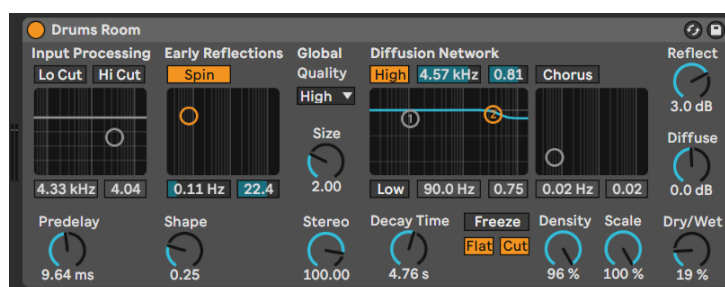 Drums Room
Input Processing Early Reflections Global Diffusion Network Reflect
Lo Cut Hi Cut Spin Quality High 4.57 kHz 0.81 Chorus
High
3.0 dB
1 2
Size Diffuse
4.33 kHz 4.04 0.11 Hz 22.4 2.00 Low 90.0 Hz 0.75 0.02 Hz 0.02 0.0 dB
Predelay Shape Stereo Decay Time Freeze Density Scale Dry/Wet
Flat Cut
9.64 ms 0.25 100.00 4.76 s 96 % 100 % 19 %